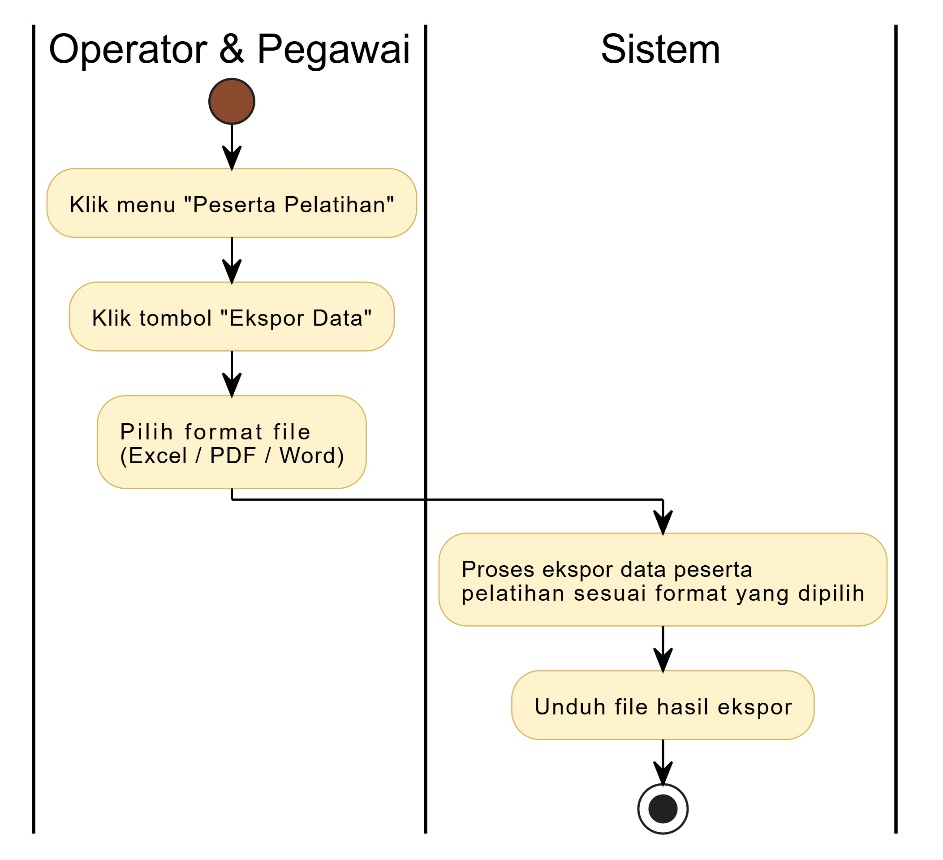 Operator & Pegawai
Sistem
Klik menu "Peserta Pelatihan"
Klik tombol "Ekspor Data"
Pilih format file
(Excel / PDF / Word)
Proses ekspor data peserta
pelatihan sesuai format yang dipilih
Unduh file hasil ekspor